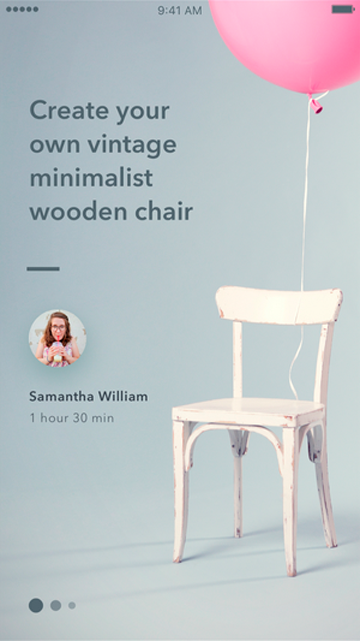 9:41 AM
Create your
own vintage
minimalist
wooden chair
Samantha William
1 hour 30 min